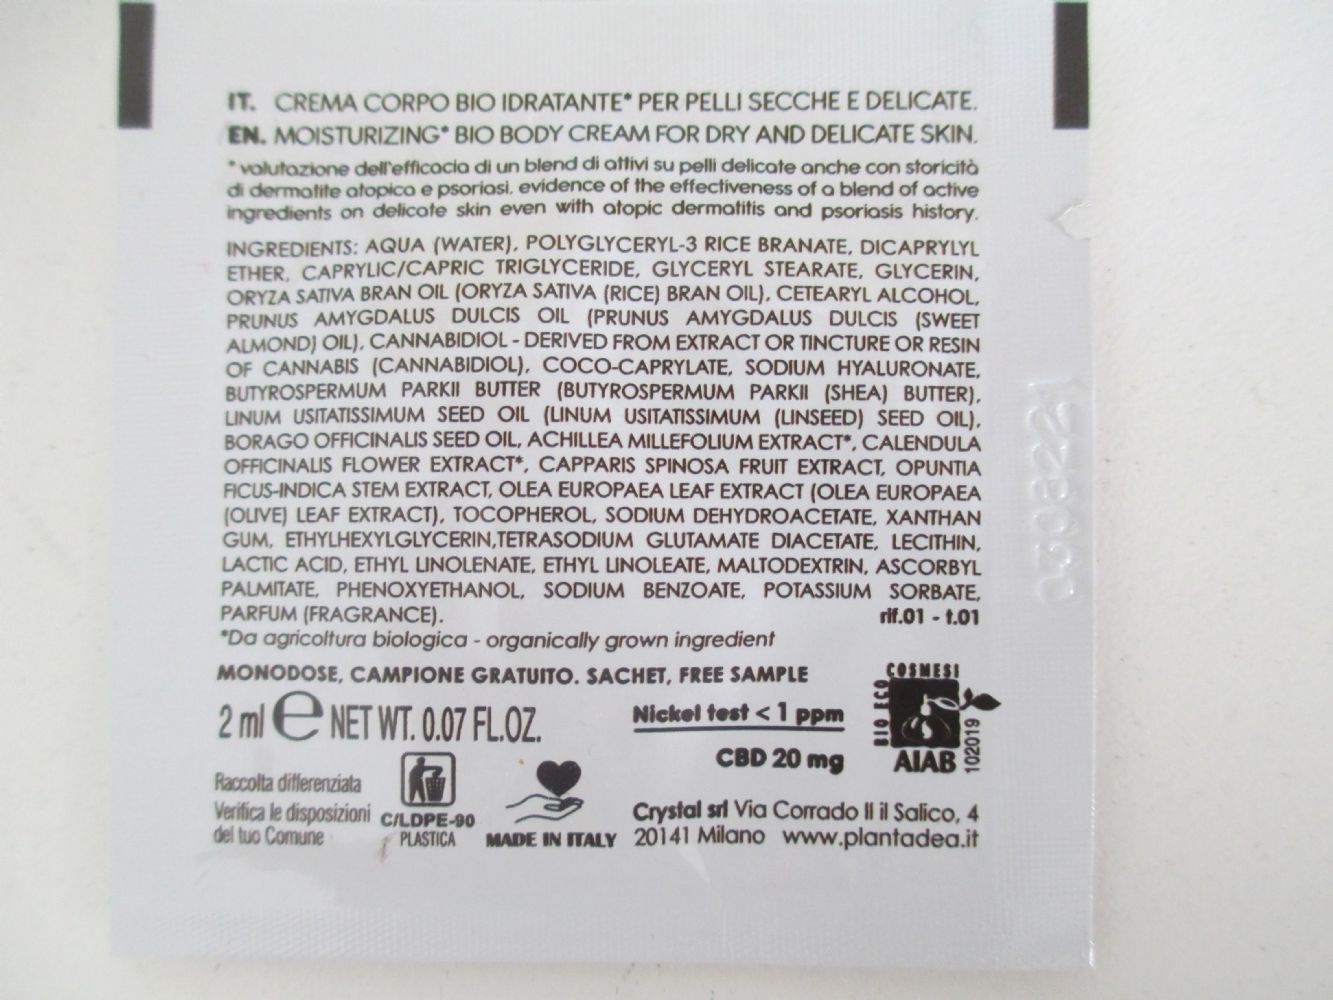 IT. CREMA CORPO BIO IDRATANTE* PER PELLI SECCHE E DELICATE.
EN. MOISTURIZING* BIO BODY CREAM FOR DRY AND DELICATE SKIN.
*valutazione dell'efficacia di un blend di attivi su pelli delicate anche con storicità
di dermatite atopica e psoriasi. evidence of the effectiveness of a blend of active
ingredients on delicate skin even with atopic dermatitis and psoriasis history.
INGREDIENTS: AQUA (WATER), POLYGLYCERYL-3 RICE BRANATE, DICAPRYLYL
ETHER, CAPRYLIC/CAPRIC TRIGLYCERIDE, GLYCERYL STEARATE, GLYCERIN,
ORYZA SATIVA BRAN OIL (ORYZA SATIVA (RICE) BRAN OIL), CETEARYL ALCOHOL,
PRUNUS AMYGDALUS DULCIS OIL (PRUNUS AMYGDALUS DULCIS (SWEET
ALMOND) OIL), CANNABIDIOL - DERIVED FROM EXTRACT OR TINCTURE OR RESIN
OF CANNABIS (CANNABIDIOL), COCO-CAPRYLATE, SODIUM HYALURONATE,
BUTYROSPERMUM PARKII BUTTER (BUTYROSPERMUM PARKII (SHEA) BUTTER),
LINUM USITATISSIMUM SEED OIL (LINUM USITATISSIMUM (LINSEED) SEED OIL),
BORAGO OFFICINALIS SEED OIL, ACHILLEA MILLEFOLIUM EXTRACT*, CALENDULA
OFFICINALIS FLOWER EXTRACT*, CAPPARIS SPINOSA FRUIT EXTRACT, OPUNTIA
FICUS-INDICA STEM EXTRACT, OLEA EUROPAEA LEAF EXTRACT (OLEA EUROPAEA
(OLIVE) LEAF EXTRACT), TOCOPHEROL, SODIUM DEHYDROACETATE, XANTHAN
GUM, ETHYLHEXYLGLYCERIN,TETRASODIUM GLUTAMATE DIACETATE, LECITHIN,
LACTIC ACID, ETHYL LINOLENATE, ETHYL LINOLEATE, MALTODEXTRIN, ASCORBYL
PALMITATE, PHENOXYETHANOL, SODIUM BENZOATE, POTASSIUM SORBATE,
PARFUM (FRAGRANCE). rif.01 - t.01
*Da agricoltura biologica - organically grown ingredient
MONODOSE, CAMPIONE GRATUITO. SACHET, FREE SAMPLE
2 ml e NET WT. 0.07 FL.OZ.
Nickel test < 1 ppm
CBD 20 mg
BIO ECO COSMESI
AIAB
102019
Raccolta differenziata
Verifica le disposizioni
del tuo Comune
C/LDPE-90
PLASTICA
MADE IN ITALY
Crystal srl Via Corrado II il Salico, 4
20141 Milano www.plantadea.it